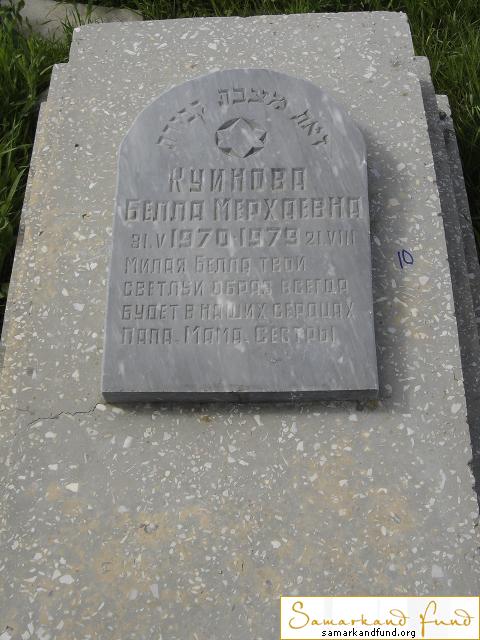 זאת מצבת קבורת
КУИНОВА
БЕЛЛА МЕРХАЕВНА
31.V 1970-1979 21.VIII
МИЛАЯ БЕЛЛА ТВОЙ
СВЕТЛЫЙ ОБРАЗ ВСЕГДА
БУДЕТ В НАШИХ СЕРДЦАХ
ПАПА. МАМА. СЕСТРЫ
10
Samarkand Fund
samarkandfund.org